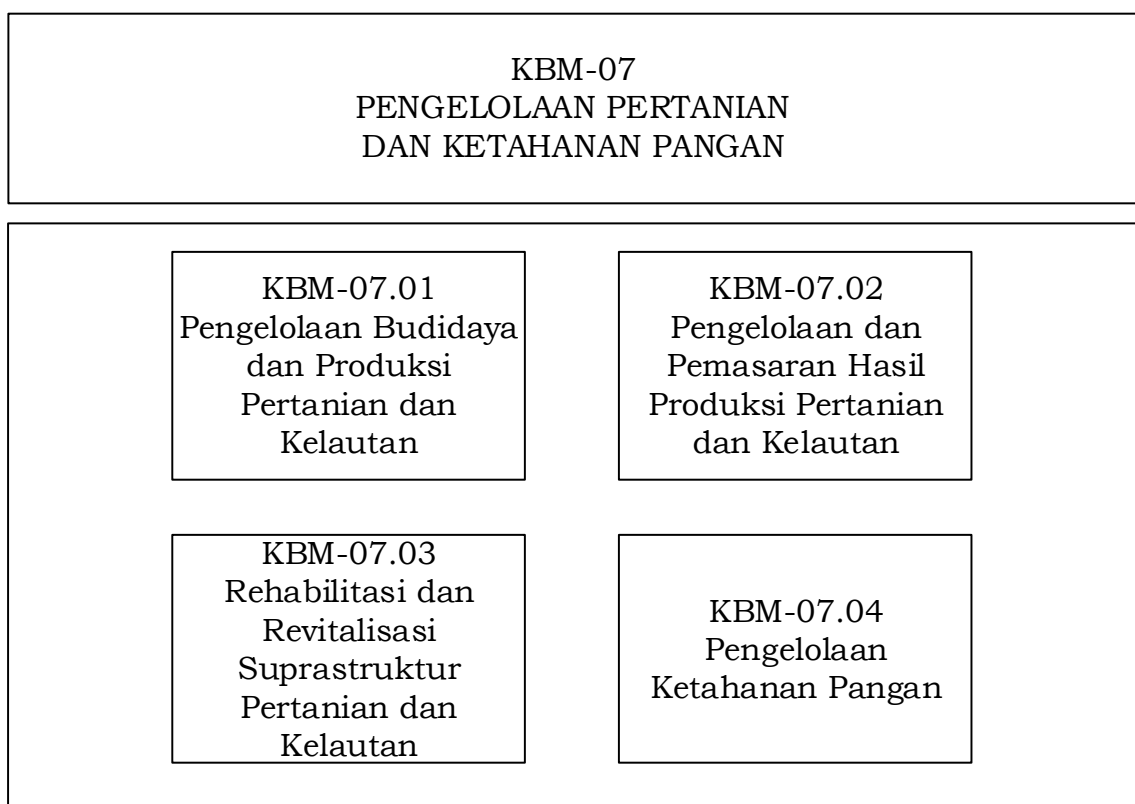 KBM-07
PENGELOLAAN PERTANIAN
DAN KETAHANAN PANGAN
KBM-07.01
Pengelolaan Budidaya
dan Produksi
Pertanian dan
Kelautan
KBM-07.02
Pengelolaan dan
Pemasaran Hasil
Produksi Pertanian
dan Kelautan
KBM-07.03
Rehabilitasi dan
Revitalisasi
Suprastruktur
Pertanian dan
Kelautan
KBM-07.04
Pengelolaan
Ketahanan Pangan